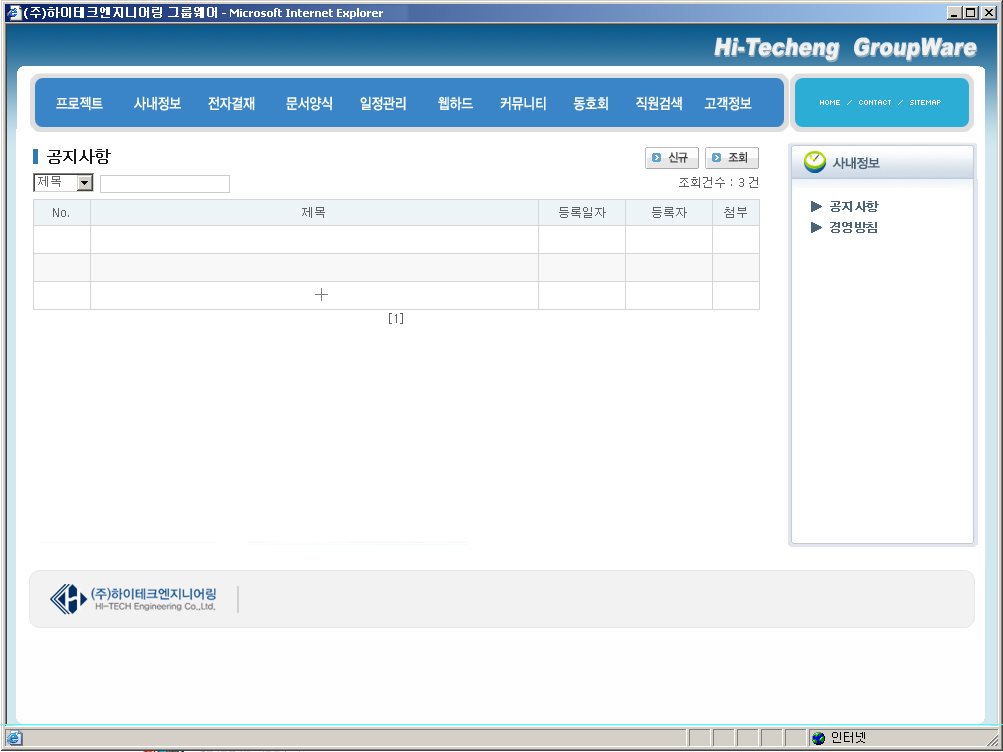 (주)하이테크엔지니어링 그룹웨어 - Microsoft Internet Explorer
Hi-Techeng GroupWare
프로젝트 사내정보 전자결재 문서양식 일정관리 웹하드 커뮤니티 동호회 직원검색 고객정보
HOME / CONTACT / SITEMAP
공지사항
신규 조회
제목
조회건수 : 3 건
No. 제목 등록일자 등록자 첨부
[1]
사내정보
공지사항
경영방침
(주)하이테크엔지니어링
HI-TECH Engineering Co.,Ltd.
인터넷